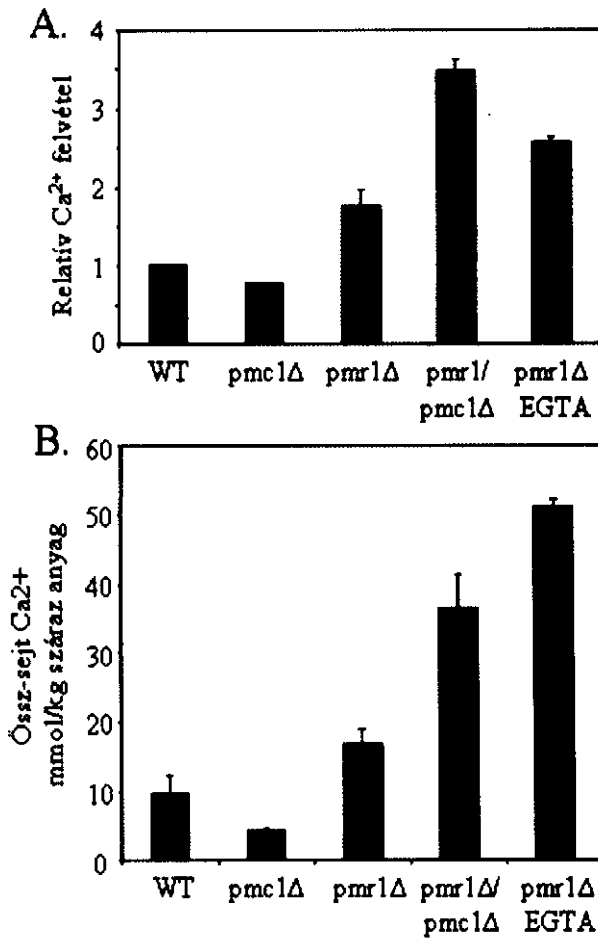 A.
Relatív Ca²⁺ felvétel
4
3
2
1
0
WT pmc1Δ pmr1Δ pmr1/ pmr1Δ
pmc1Δ EGTA
B.
Össz-sejt Ca2+
mmol/kg száraz anyag
60
50
40
30
20
10
0
WT pmc1Δ pmr1Δ pmr1Δ/ pmr1Δ
pmc1Δ EGTA